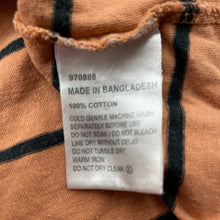 970888
MADE IN BANGLADESH
100% COTTON
COLD GENTLE MACHINE WASH
SEPARATELY BEFORE USE
DO NOT SOAK / DO NOT BLEACH
LINE DRY WITHOUT DELAY
DO NOT TUMBLE DRY
WARM IRON
DO NOT DRY CLEAN